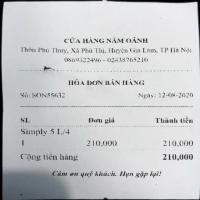 CỬA HÀNG NĂM OÁNH
Thôn Phú Thụy, Xã Phú Thị, Huyện Gia Lâm, TP Hà Nội
0869322496 - 02438765210
HÓA ĐƠN BÁN HÀNG
Số: SON55632 Ngày: 12-08-2020
SL Đơn giá Thành tiền
Simply 5 L/4
1 210,000 210,000
Cộng tiền hàng 210,000
Cảm ơn quý khách. Hẹn gặp lại!